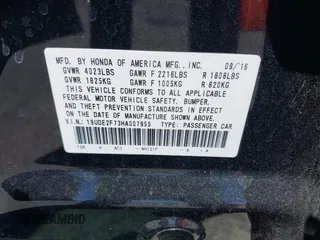 MFD. BY HONDA OF AMERICA MFG., INC. 09/16
GVWR 4023LBS GAWR F 2216LBS R 1808LBS
GVWR 1825KG GAWR F 1005KG R 820KG
THIS VEHICLE CONFORMS TO ALL APPLICABLE
FEDERAL MOTOR VEHICLE SAFETY, BUMPER,
AND THEFT PREVENTION STANDARDS IN EFFECT
ON THE DATE OF MANUFACTURE SHOWN ABOVE.
V.I.N.: 19UDE2F73HA007955 TYPE: PASSENGER CAR